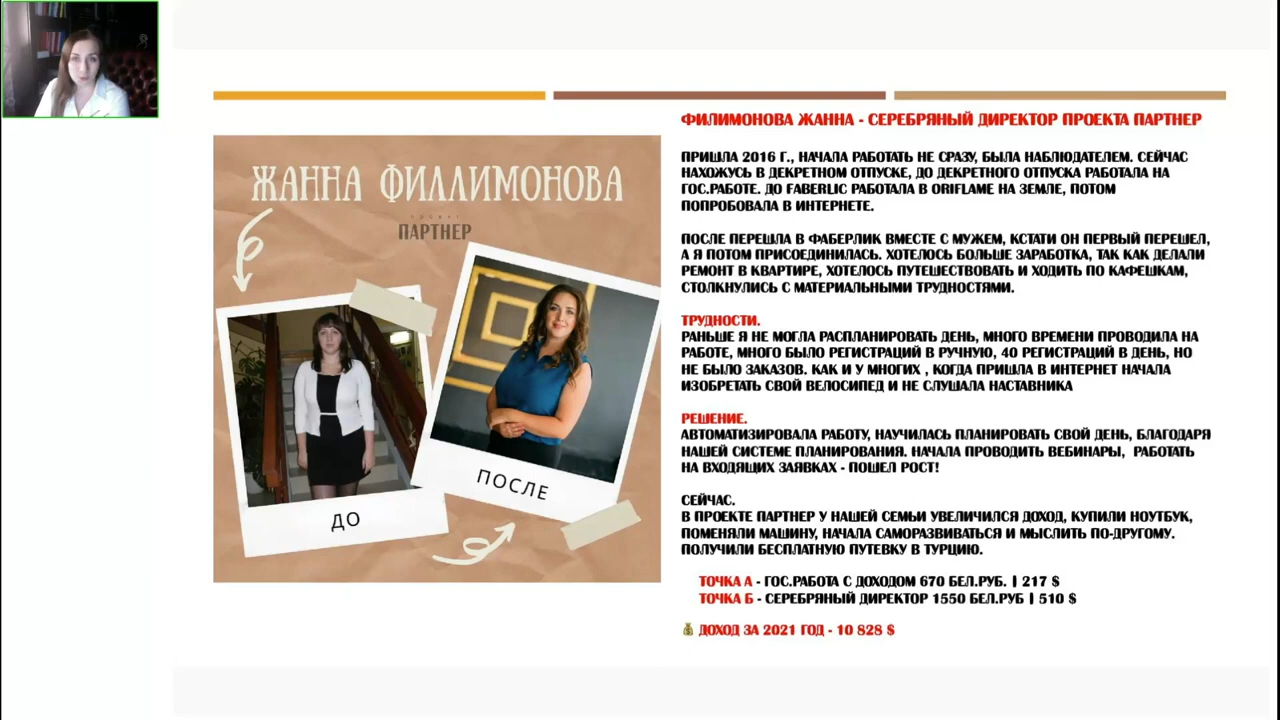 ЖАННА ФИЛЛИМОНОВА
проект
ПАРТНЕР
ДО
ПОСЛЕ
ФИЛИМОНОВА ЖАННА - СЕРЕБРЯНЫЙ ДИРЕКТОР ПРОЕКТА ПАРТНЕР
ПРИШЛА 2016 Г., НАЧАЛА РАБОТАТЬ НЕ СРАЗУ, БЫЛА НАБЛЮДАТЕЛЕМ. СЕЙЧАС
НАХОЖУСЬ В ДЕКРЕТНОМ ОТПУСКЕ, ДО ДЕКРЕТНОГО ОТПУСКА РАБОТАЛА НА
ГОС.РАБОТЕ. ДО FABERLIC РАБОТАЛА В ORIFLAME НА ЗЕМЛЕ, ПОТОМ
ПОПРОБОВАЛА В ИНТЕРНЕТЕ.
ПОСЛЕ ПЕРЕШЛА В ФАБЕРЛИК ВМЕСТЕ С МУЖЕМ, КСТАТИ ОН ПЕРВЫЙ ПЕРЕШЕЛ,
А Я ПОТОМ ПРИСОЕДИНИЛАСЬ. ХОТЕЛОСЬ БОЛЬШЕ ЗАРАБОТКА, ТАК КАК ДЕЛАЛИ
РЕМОНТ В КВАРТИРЕ, ХОТЕЛОСЬ ПУТЕШЕСТВОВАТЬ И ХОДИТЬ ПО КАФЕШКАМ,
СТОЛКНУЛИСЬ С МАТЕРИАЛЬНЫМИ ТРУДНОСТЯМИ.
ТРУДНОСТИ.
РАНЬШЕ Я НЕ МОГЛА РАСПЛАНИРОВАТЬ ДЕНЬ, МНОГО ВРЕМЕНИ ПРОВОДИЛА НА
РАБОТЕ, МНОГО БЫЛО РЕГИСТРАЦИЙ В РУЧНУЮ, 40 РЕГИСТРАЦИЙ В ДЕНЬ, НО
НЕ БЫЛО ЗАКАЗОВ. КАК И У МНОГИХ , КОГДА ПРИШЛА В ИНТЕРНЕТ НАЧАЛА
ИЗОБРЕТАТЬ СВОЙ ВЕЛОСИПЕД И НЕ СЛУШАЛА НАСТАВНИКА
РЕШЕНИЕ.
АВТОМАТИЗИРОВАЛА РАБОТУ, НАУЧИЛАСЬ ПЛАНИРОВАТЬ СВОЙ ДЕНЬ, БЛАГОДАРЯ
НАШЕЙ СИСТЕМЕ ПЛАНИРОВАНИЯ. НАЧАЛА ПРОВОДИТЬ ВЕБИНАРЫ, РАБОТАТЬ
НА ВХОДЯЩИХ ЗАЯВКАХ - ПОШЕЛ РОСТ!
СЕЙЧАС.
В ПРОЕКТЕ ПАРТНЕР У НАШЕЙ СЕМЬИ УВЕЛИЧИЛСЯ ДОХОД, КУПИЛИ НОУТБУК,
ПОМЕНЯЛИ МАШИНУ, НАЧАЛА САМОРАЗВИВАТЬСЯ И МЫСЛИТЬ ПО-ДРУГОМУ.
ПОЛУЧИЛИ БЕСПЛАТНУЮ ПУТЕВКУ В ТУРЦИЮ.
ТОЧКА А - ГОС.РАБОТА С ДОХОДОМ 670 БЕЛ.РУБ. | 217 $
ТОЧКА Б - СЕРЕБРЯНЫЙ ДИРЕКТОР 1550 БЕЛ.РУБ | 510 $
💰 ДОХОД ЗА 2021 ГОД - 10 828 $